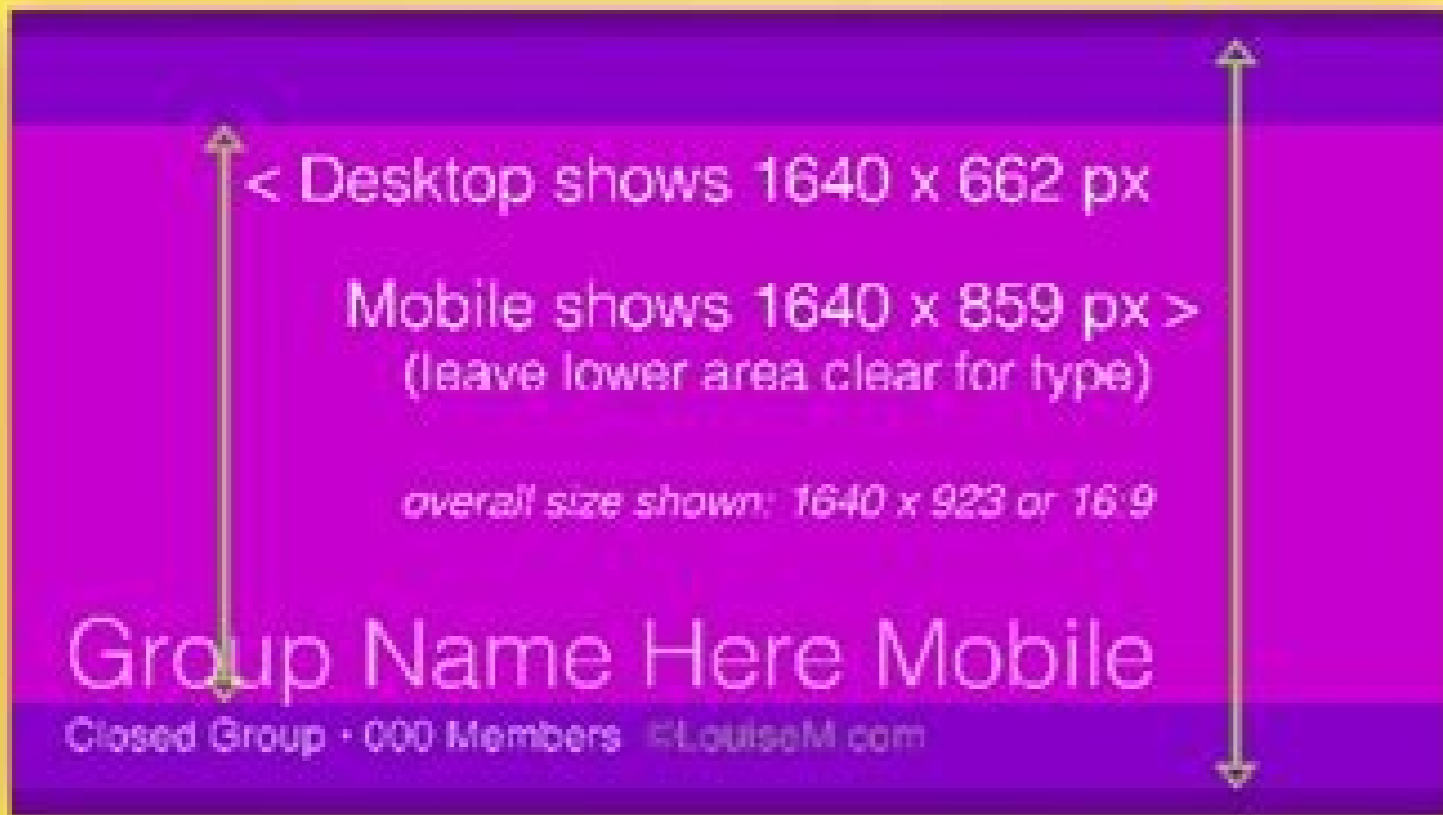 < Desktop shows 1640 x 662 px
Mobile shows 1640 x 859 px >
(leave lower area clear for type)
overall size shown: 1640 x 923 or 16:9
Group Name Here Mobile
Closed Group • 000 Members ©LouiseM.com